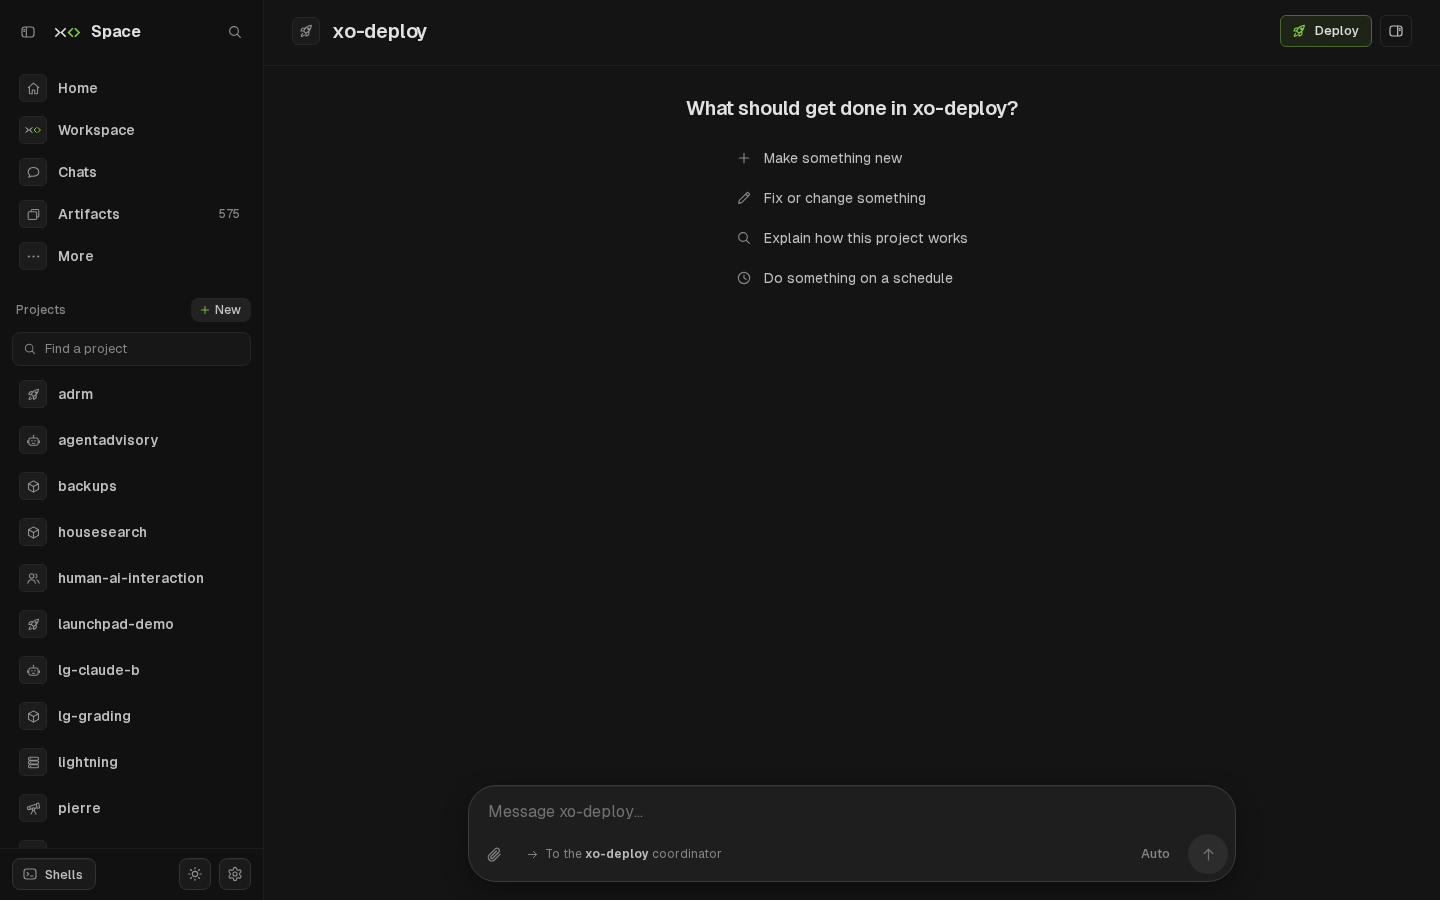 Space
Home
Workspace
Chats
Artifacts 575
More
Projects
New
Find a project
adrm
agentadvisory
backups
housesearch
human-ai-interaction
launchpad-demo
lg-claude-b
lg-grading
lightning
pierre
Shells
xo-deploy
Deploy
What should get done in xo-deploy?
Make something new
Fix or change something
Explain how this project works
Do something on a schedule
Message xo-deploy...
To the xo-deploy coordinator
Auto